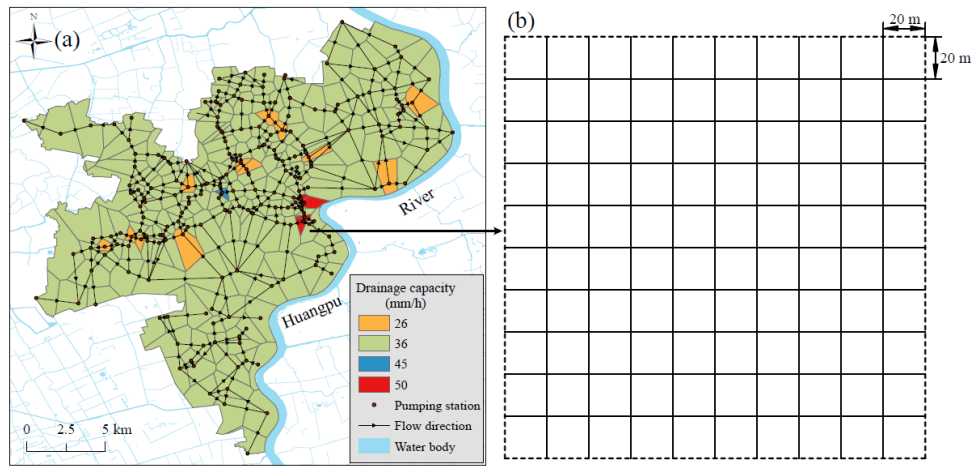 N
(a)
(b)
20 m
20 m
River
Huangpu
Drainage capacity
(mm/h)
26
36
45
50
Pumping station
Flow direction
Water body
0 2.5 5 km